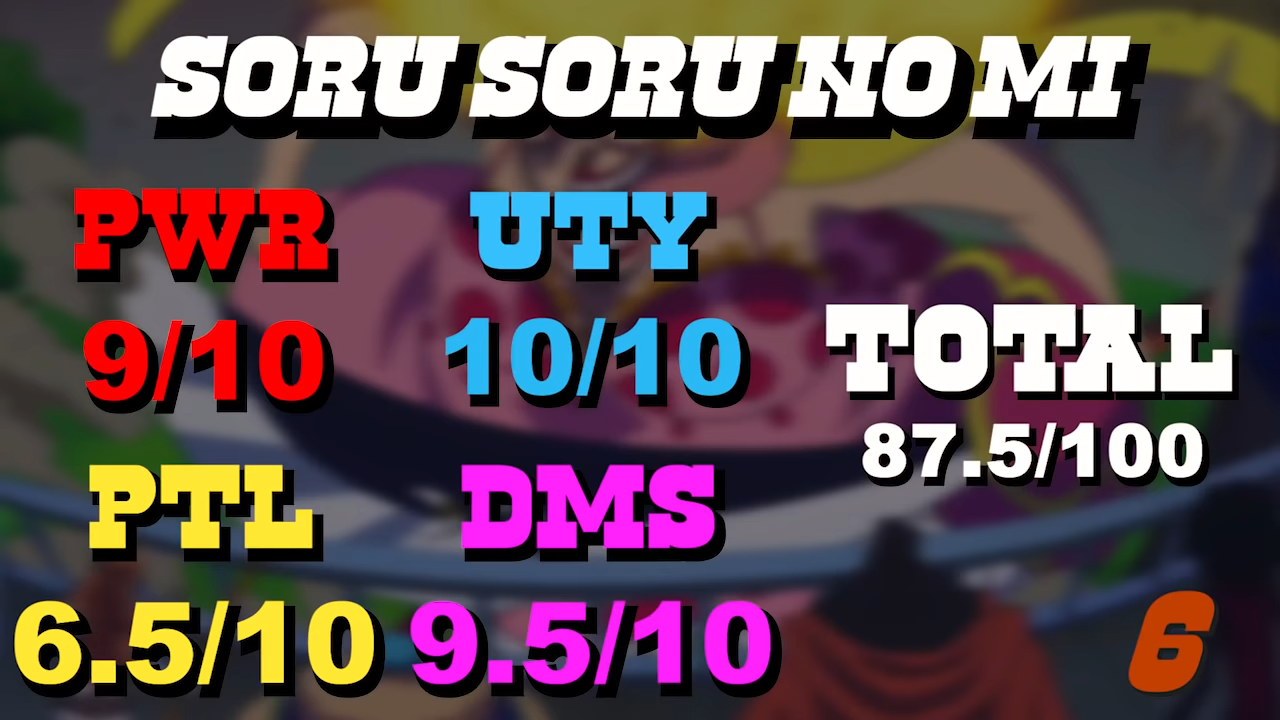 SORU SORU NO MI
PWR UTY
9/10 10/10
TOTAL
87.5/100
PTL DMS
6.5/10 9.5/10
6